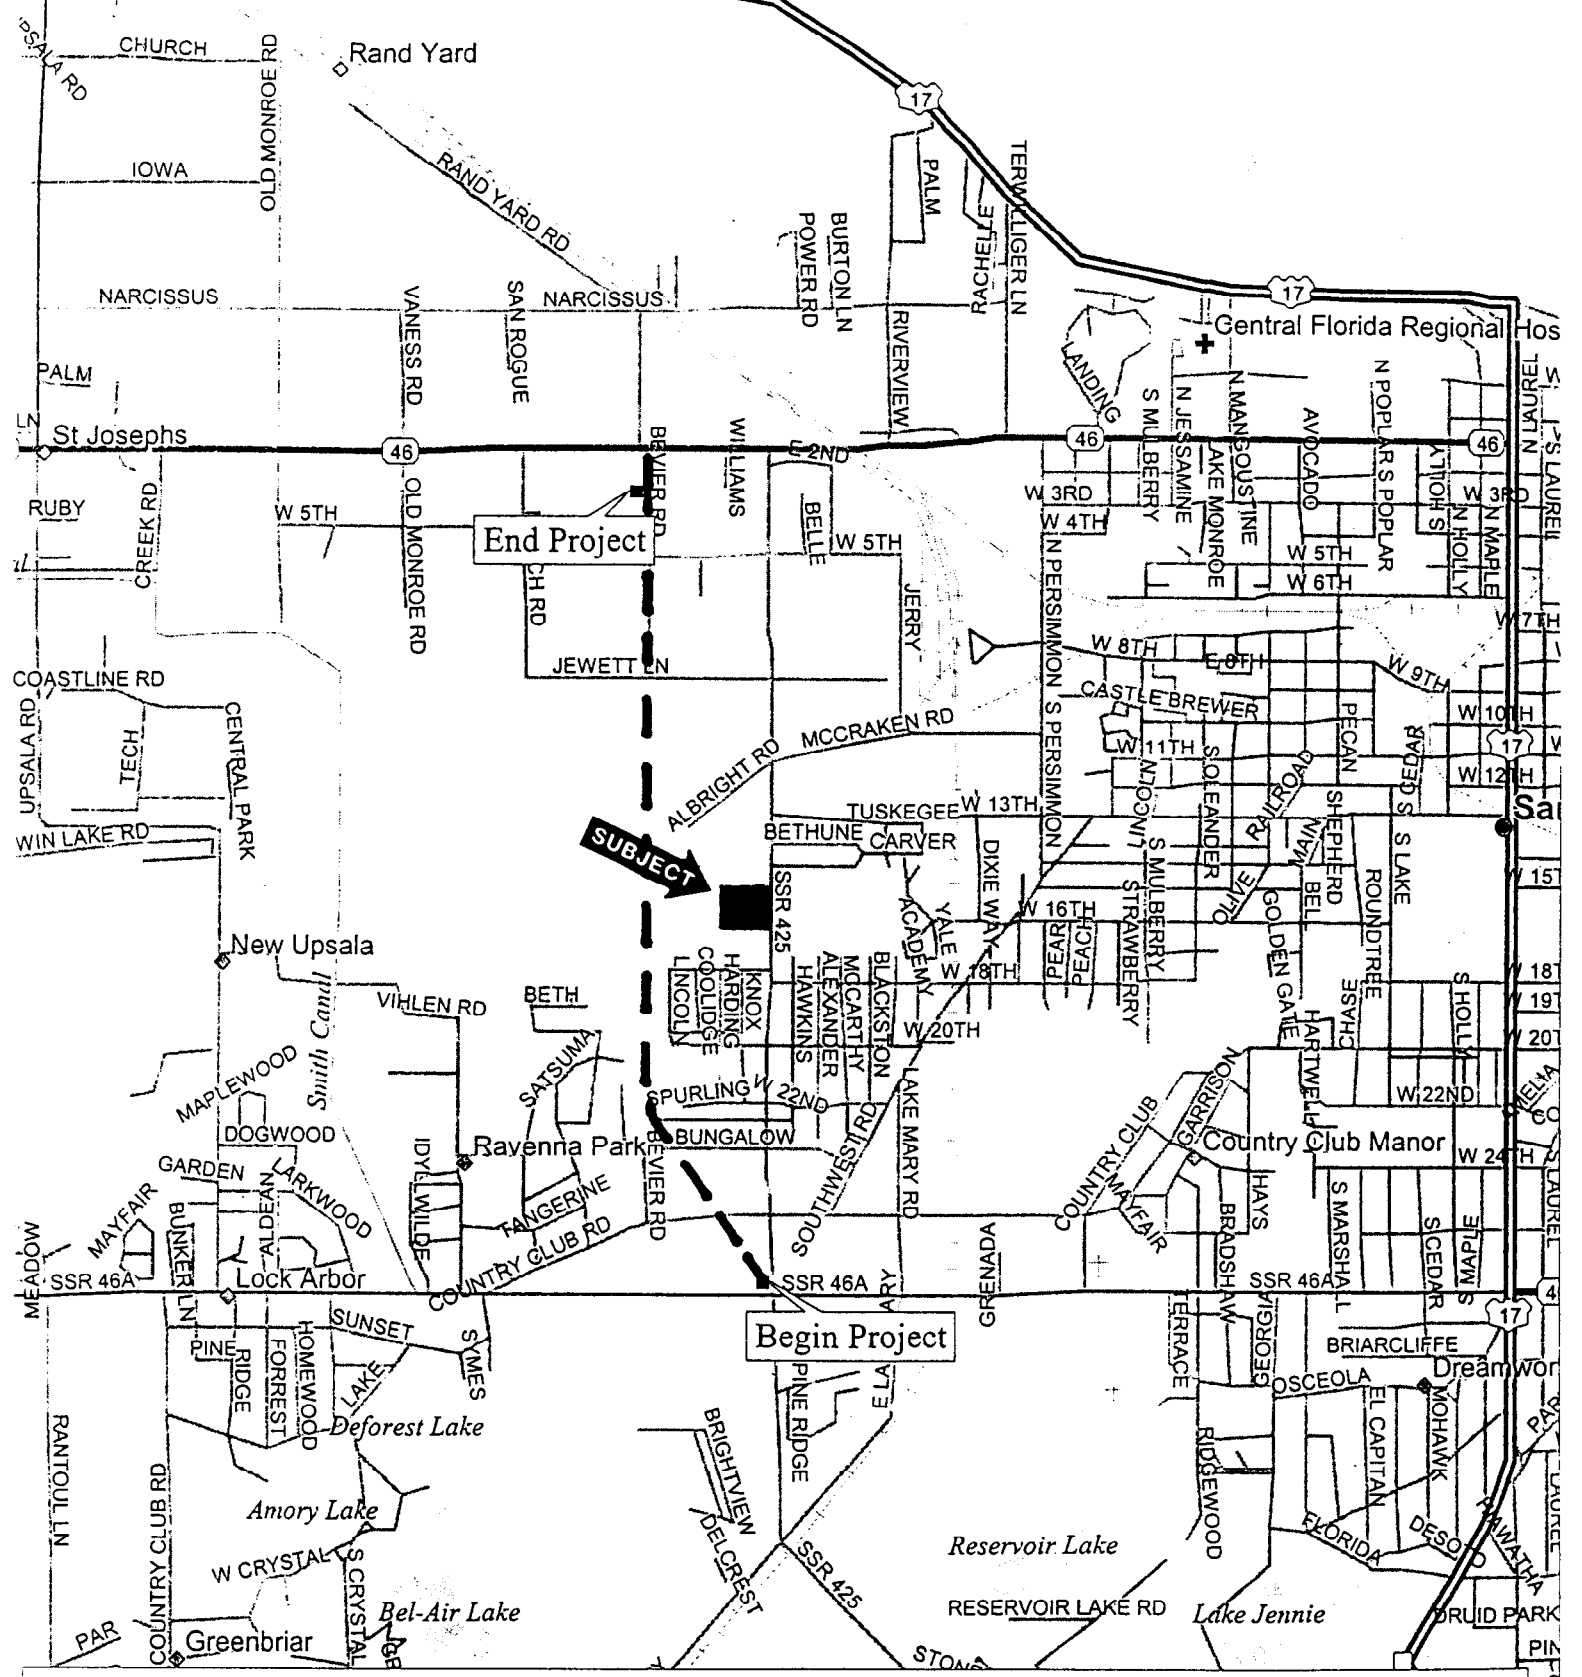 CHURCH
Rand Yard
OLD MONROE RD
17
IOWA
RAND YARD RD
PALM
TERWILLIGER LN
RACHELLE
BURTON LN
POWER RD
NARCISSUS
NARCISSUS
17
VANESS RD
SAN ROGUE
RIVERVIEW
Central Florida Regional Hos
LANDING
PALM
S MULBERRY
N JESSAMINE
N MANGOUSTINE
LAKE MONROE
AVOCADO
N POPLAR
S POPLAR
N LAUREL
S LAUREL
LN
St Josephs
46
BEVIER RD
WILLIAMS
E 2ND
46
46
S HOLLY
N HOLLY
N MAPLE
RUBY
CREEK RD
W 5TH
OLD MONROE RD
End Project
CH RD
BELLE
W 5TH
W 3RD
W 4TH
W 3RD
N PERSIMMON
W 5TH
W 6TH
JERRY
W 7TH
W 8TH
E 8TH
W 9TH
JEWETT LN
COASTLINE RD
UPSALA RD
TECH
CENTRAL PARK
CASTLE BREWER
S PERSIMMON
PECAN
W 10TH
MCCRAKEN RD
ALBRIGHT RD
W 11TH
17
S OLEANDER
RAILROAD
S CEDAR
W 12TH
LINCOLN
TUSKEGEE
W 13TH
San
WIN LAKE RD
BETHUNE
CARVER
SUBJECT
DIXIE WAY
S MULBERRY
MAIN
SHEPHERD
S LAKE
W 15T
SSR 425
ACADEMY
YALE
W 16TH
STRAWBERRY
OLIVE
BELL
ROUNDTREE
GOLDEN GATE
PEAR
PEACH
New Upsala
Smith Canal
VIHLEN RD
BETH
LINCOLN
COOLIDGE
HARDING
KNOX
HAWKINS
ALEXANDER
MCCARTHY
BLACKSTON
W 18TH
W 20TH
CHASE
HARTWELL
S HOLLY
18T
19T
20T
SATSUMA
MAPLEWOOD
SPURLING
W 22ND
LAKE MARY RD
GARRISON
COUNTRY CLUB
W 22ND
DOGWOOD
IDYLLWILDE
Ravenna Park
BEVIER RD
BUNGALOW
SOUTHWEST RD
Country Club Manor
W 24TH
GARDEN
LARKWOOD
ALDEAN
MAYFAIR
BUNKER LN
TANGERINE
MAYFAIR
BRADSHAW
HAYS
S MARSHALL
S CEDAR
S MAPLE
S LAUREL
MEADOW
COUNTRY CLUB RD
GRENADA
SSR 46A
Lock Arbor
SSR 46A
SSR 46A
17
Begin Project
SUNSET
SYMES
TERRACE
GEORGIA
BRIARCLIFFE
PINE
RIDGE
FORREST
HOMEWOOD
LAKE
PINE RIDGE
OSCEOLA
Dreamwor
RANTOUL LN
Deforest Lake
BRIGHTVIEW
RIDGEWOOD
EL CAPITAN
MOHAWK
COUNTRY CLUB RD
Amory Lake
DELCREST
SSR 425
Reservoir Lake
FLORIDA
DESOTO
W CRYSTAL
S CRYSTAL
Bel-Air Lake
RESERVOIR LAKE RD
Lake Jennie
DRUID PARK
PAR
Greenbriar
PIN